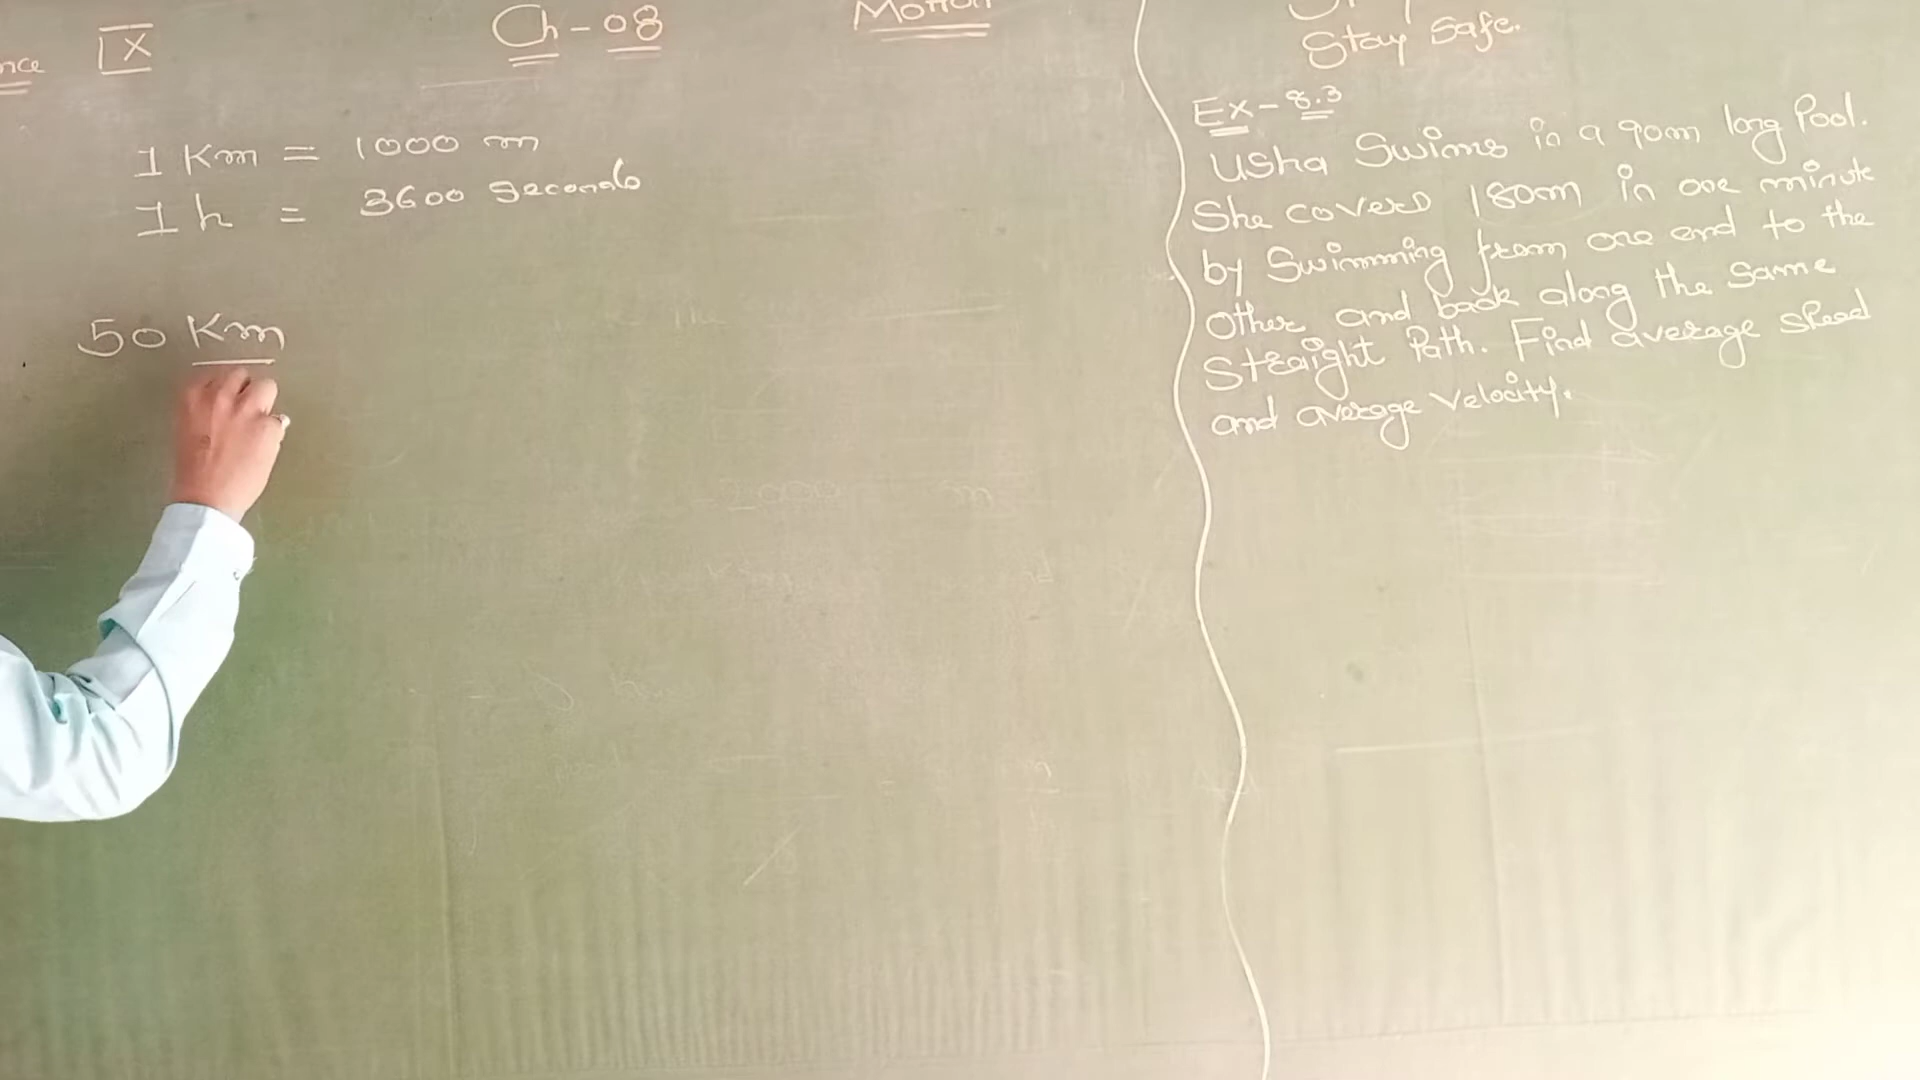 IX
Ch-08
Motion
1 Km = 1000 m
1 h = 3600 seconds
50 Km
Stay Safe.
Ex-8.3
Usha Swims in a 90m long Pool.
She covers 180m in one minute
by Swimming from one end to the
other and back along the same
Straight Path. Find average speed
and average velocity.